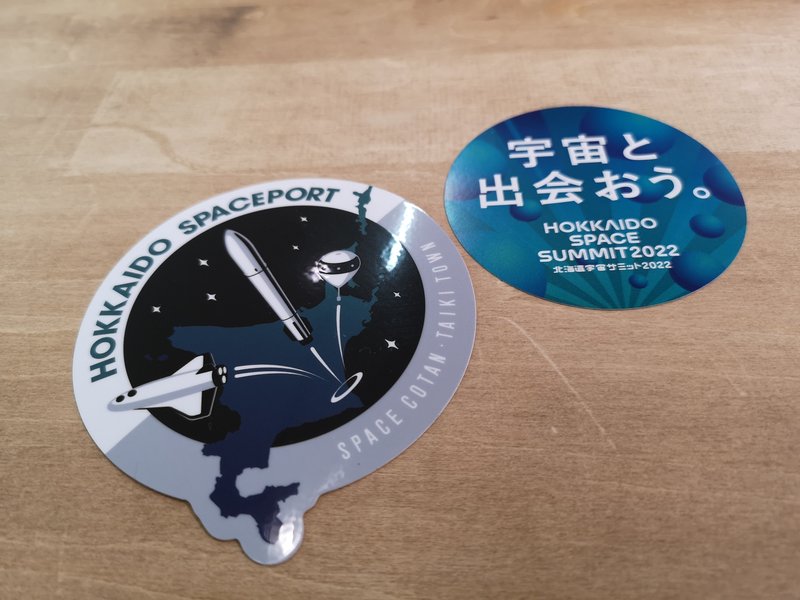 HOKKAIDO SPACEPORT
SPACE COTAN・TAIKI TOWN
宇宙と
出会おう。
HOKKAIDO
SPACE
SUMMIT2022
北海道宇宙サミット2022